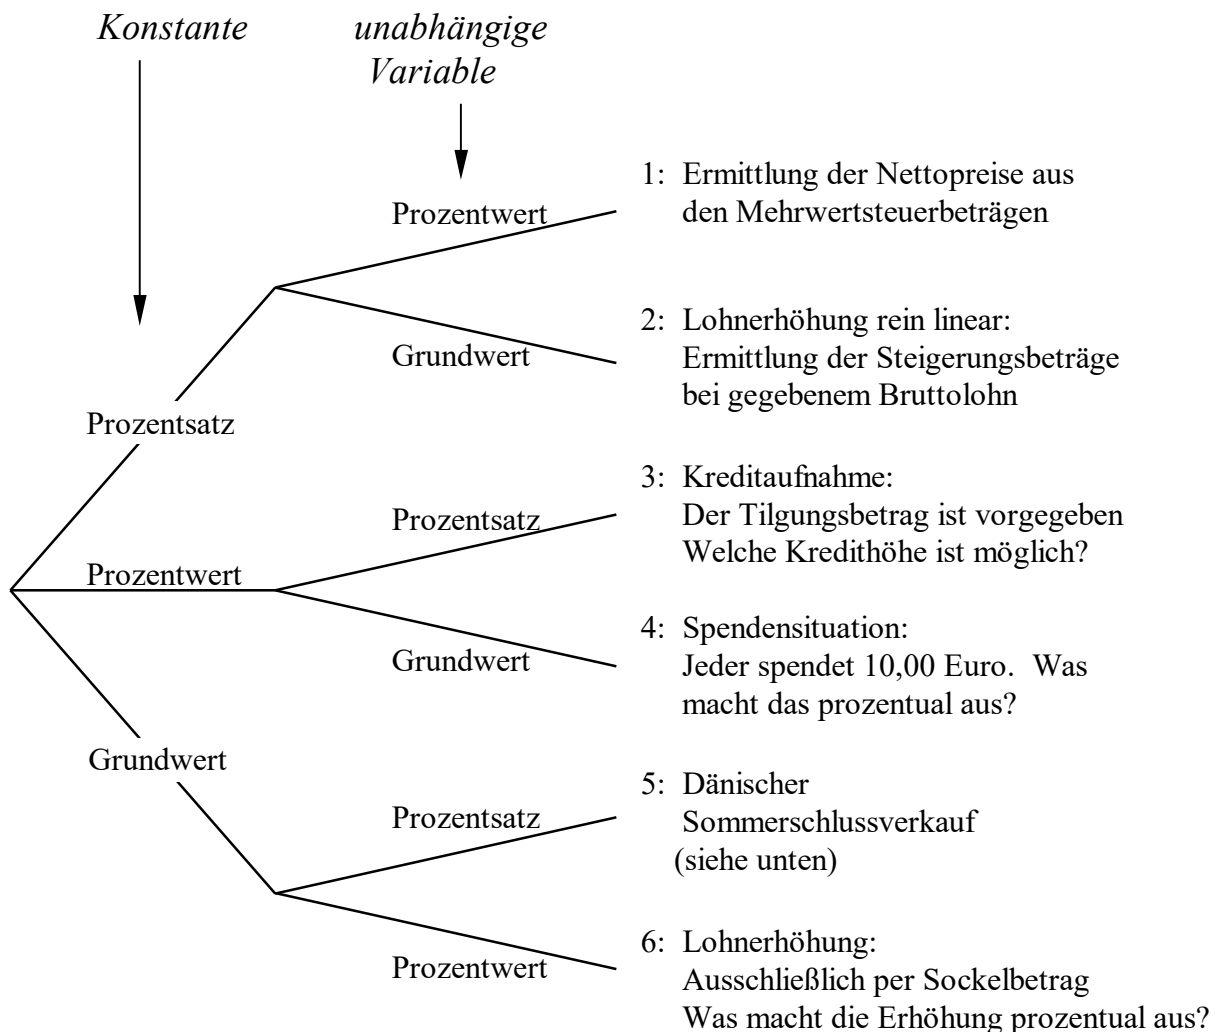 Konstante
unabhängige
Variable
Prozentwert
1: Ermittlung der Nettopreise aus
den Mehrwertsteuerbeträgen
2: Lohnerhöhung rein linear:
Ermittlung der Steigerungsbeträge
bei gegebenem Bruttolohn
Grundwert
Prozentsatz
3: Kreditaufnahme:
Der Tilgungsbetrag ist vorgegeben
Welche Kredithöhe ist möglich?
Prozentsatz
Prozentwert
4: Spendensituation:
Jeder spendet 10,00 Euro. Was
macht das prozentual aus?
Grundwert
Grundwert
5: Dänischer
Sommerschlussverkauf
(siehe unten)
Prozentsatz
6: Lohnerhöhung:
Ausschließlich per Sockelbetrag
Was macht die Erhöhung prozentual aus?
Prozentwert